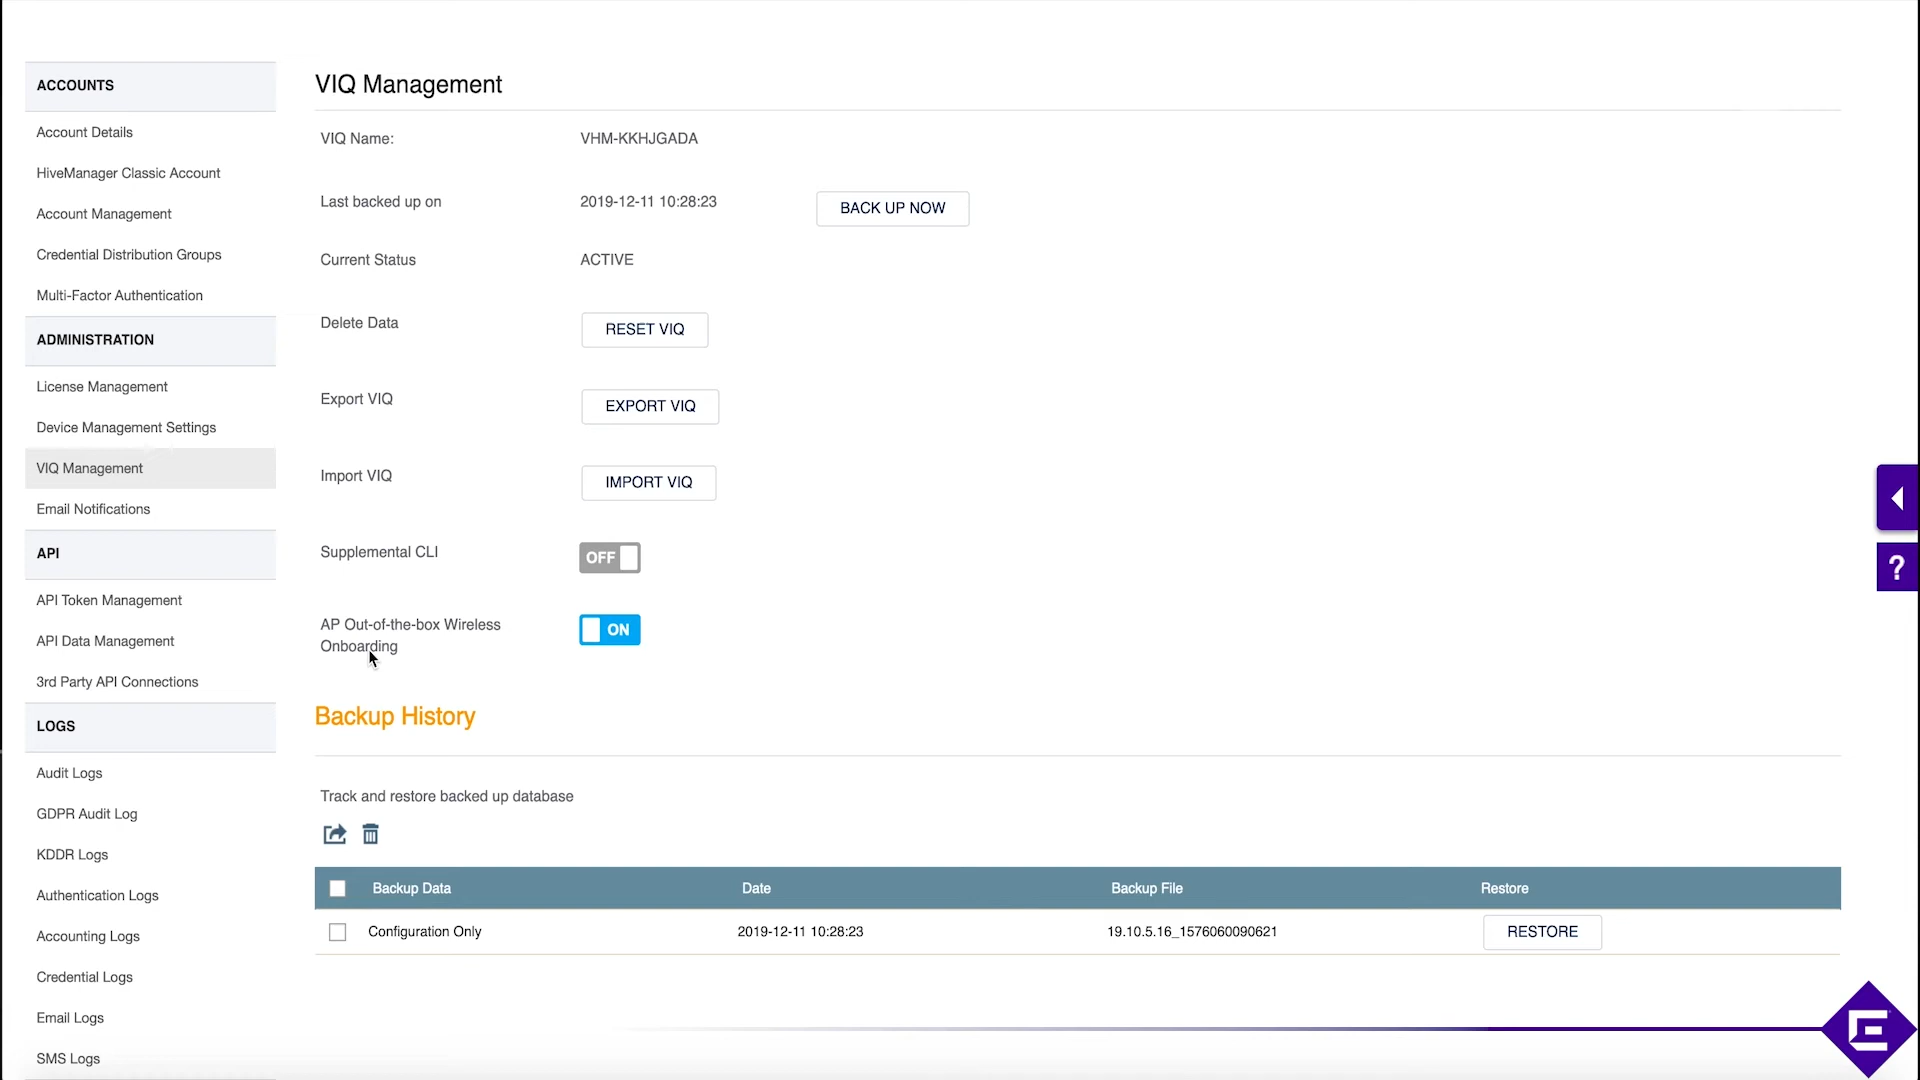 ACCOUNTS
Account Details
HiveManager Classic Account
Account Management
Credential Distribution Groups
Multi-Factor Authentication
ADMINISTRATION
License Management
Device Management Settings
VIQ Management
Email Notifications
API
API Token Management
API Data Management
3rd Party API Connections
LOGS
Audit Logs
GDPR Audit Log
KDDR Logs
Authentication Logs
Accounting Logs
Credential Logs
Email Logs
SMS Logs
VIQ Management
VIQ Name: VHM-KKHJGADA
Last backed up on 2019-12-11 10:28:23 BACK UP NOW
Current Status ACTIVE
Delete Data RESET VIQ
Export VIQ EXPORT VIQ
Import VIQ IMPORT VIQ
Supplemental CLI OFF
AP Out-of-the-box Wireless ON
Onboarding
Backup History
Track and restore backed up database
Backup Data Date Backup File Restore
Configuration Only 2019-12-11 10:28:23 19.10.5.16_1576060090621 RESTORE
?
E